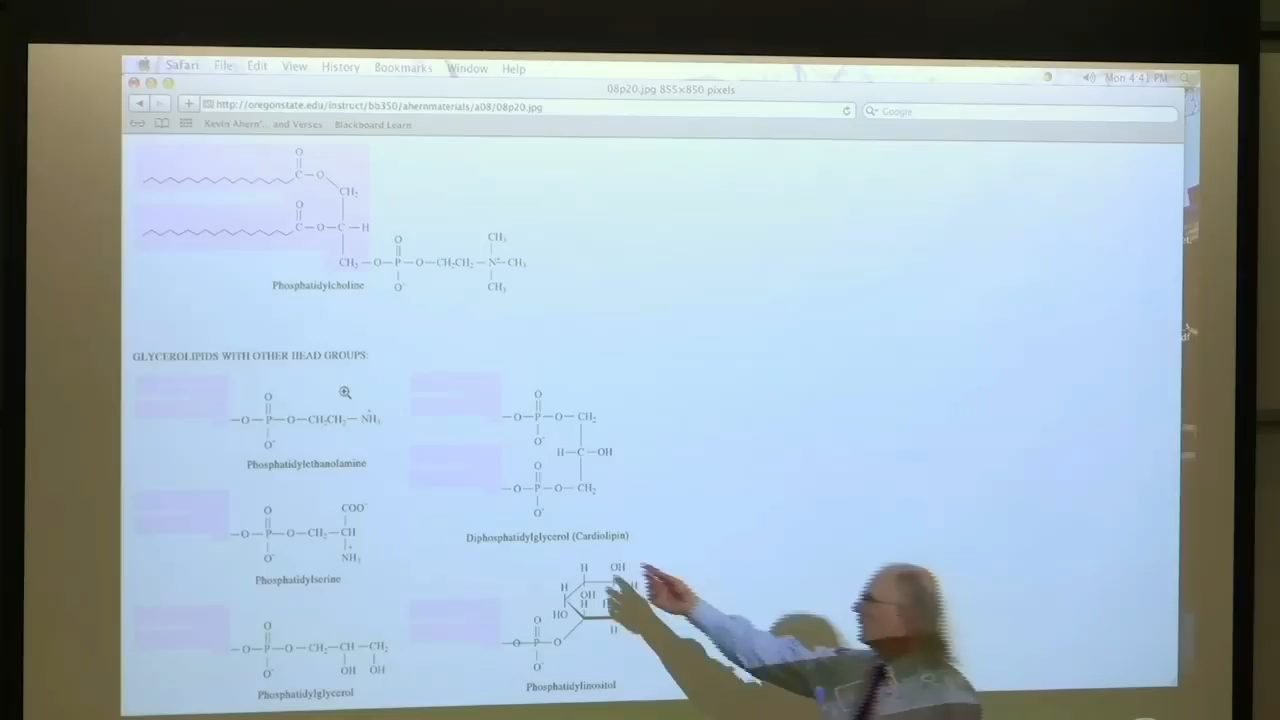 Safari File Edit View History Bookmarks Window Help Mon 4:41 PM
08p20.jpg 855×850 pixels
http://oregonstate.edu/instruct/bb350/ahernmaterials/a08/08p20.jpg Google
Kevin Ahern'... and Verses Blackboard Learn
O
C—O
CH₂
O
C—O—C—H
CH₂—O—P—O—CH₂CH₂—N⁺—CH₃
O
O⁻
CH₃
CH₃
Phosphatidylcholine
GLYCEROLIPIDS WITH OTHER HEAD GROUPS:
O
—O—P—O—CH₂CH₂—NH₃
+
O⁻
Phosphatidylethanolamine
O
—O—P—O—CH₂
O⁻
H—C—OH
O
—O—P—O—CH₂
O⁻
Diphosphatidylglycerol (Cardiolipin)
O COO⁻
—O—P—O—CH₂—CH
O⁻ +
NH₃
Phosphatidylserine
H OH
H
OH
H H
HO
H
O
—O—P—O
O⁻
Phosphatidylinositol
O
—O—P—O—CH₂—CH—CH₂
O⁻ OH OH
Phosphatidylglycerol